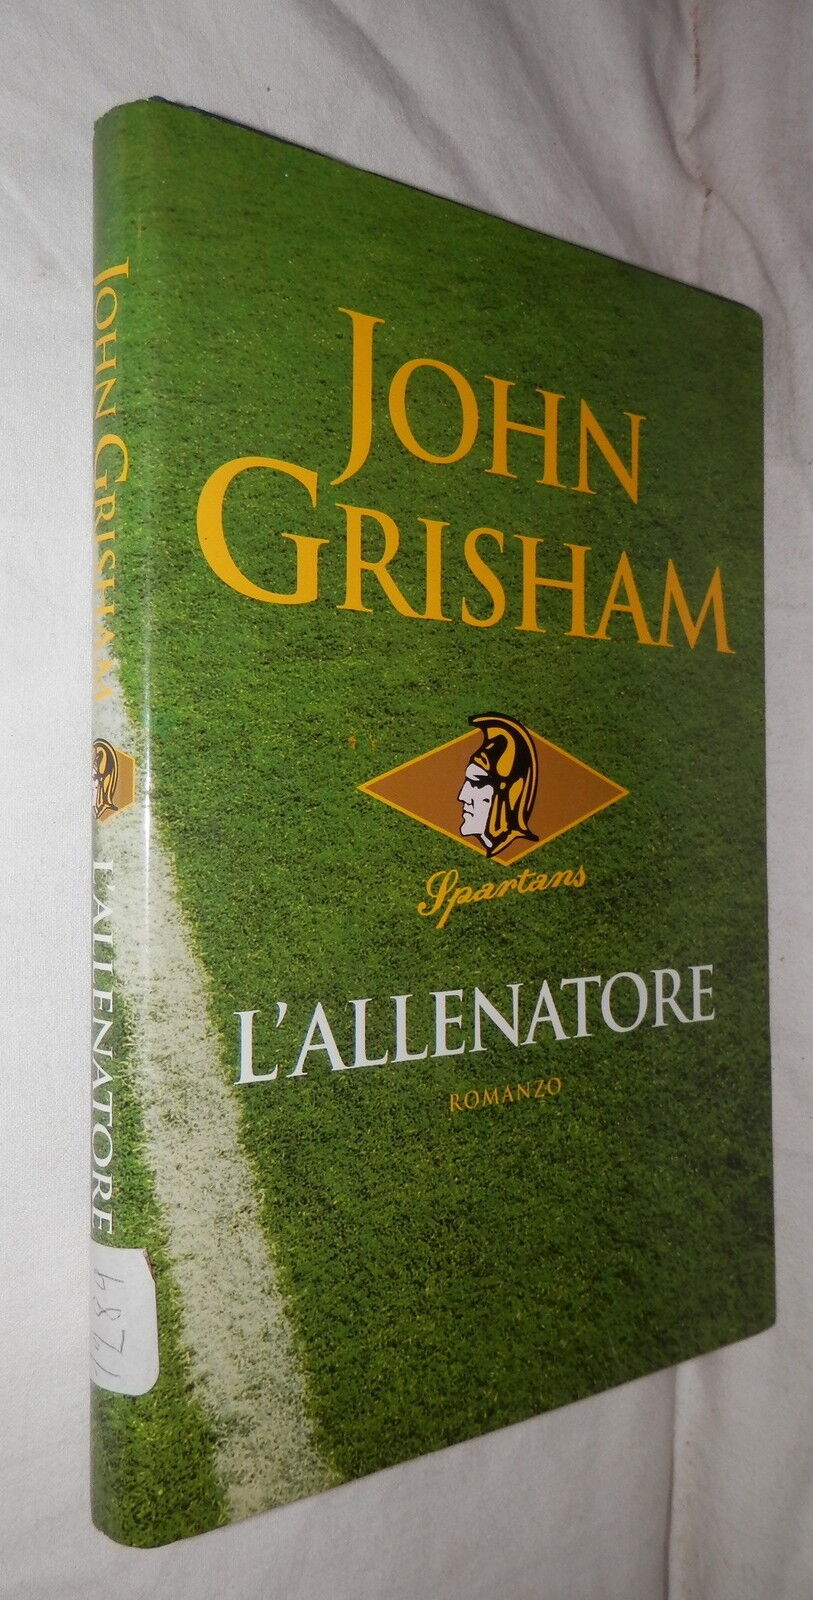 JOHN
GRISHAM
Spartans
L'ALLENATORE
ROMANZO
JOHN GRISHAM
L'ALLENATORE